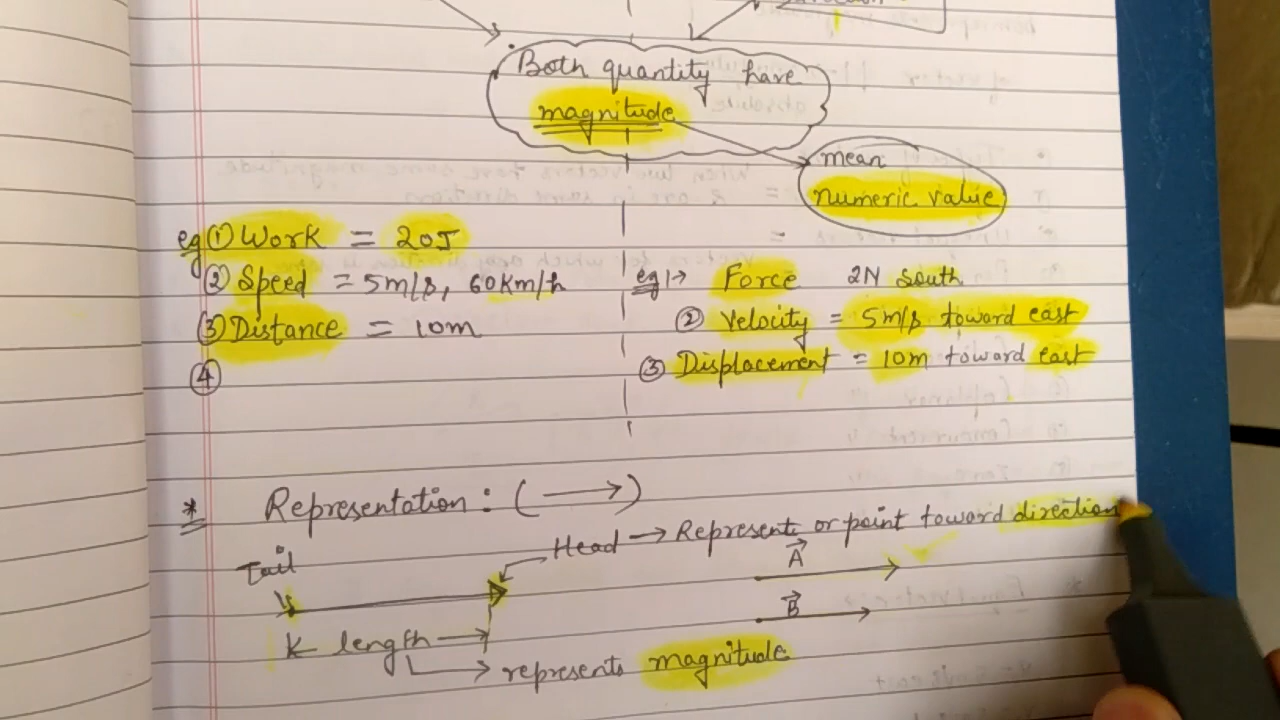 Both quantity have
magnitude
mean
numeric value
eg ① Work = 20J
② Speed = 5m/s, 60km/h
③ Distance = 10m
④
eg 1→ Force 2N South
② Velocity = 5m/s toward east
③ Displacement = 10m toward east
* Representation: (⟶)
Tail
Head → Represents or point toward direction
A
B
K length →
represents magnitude